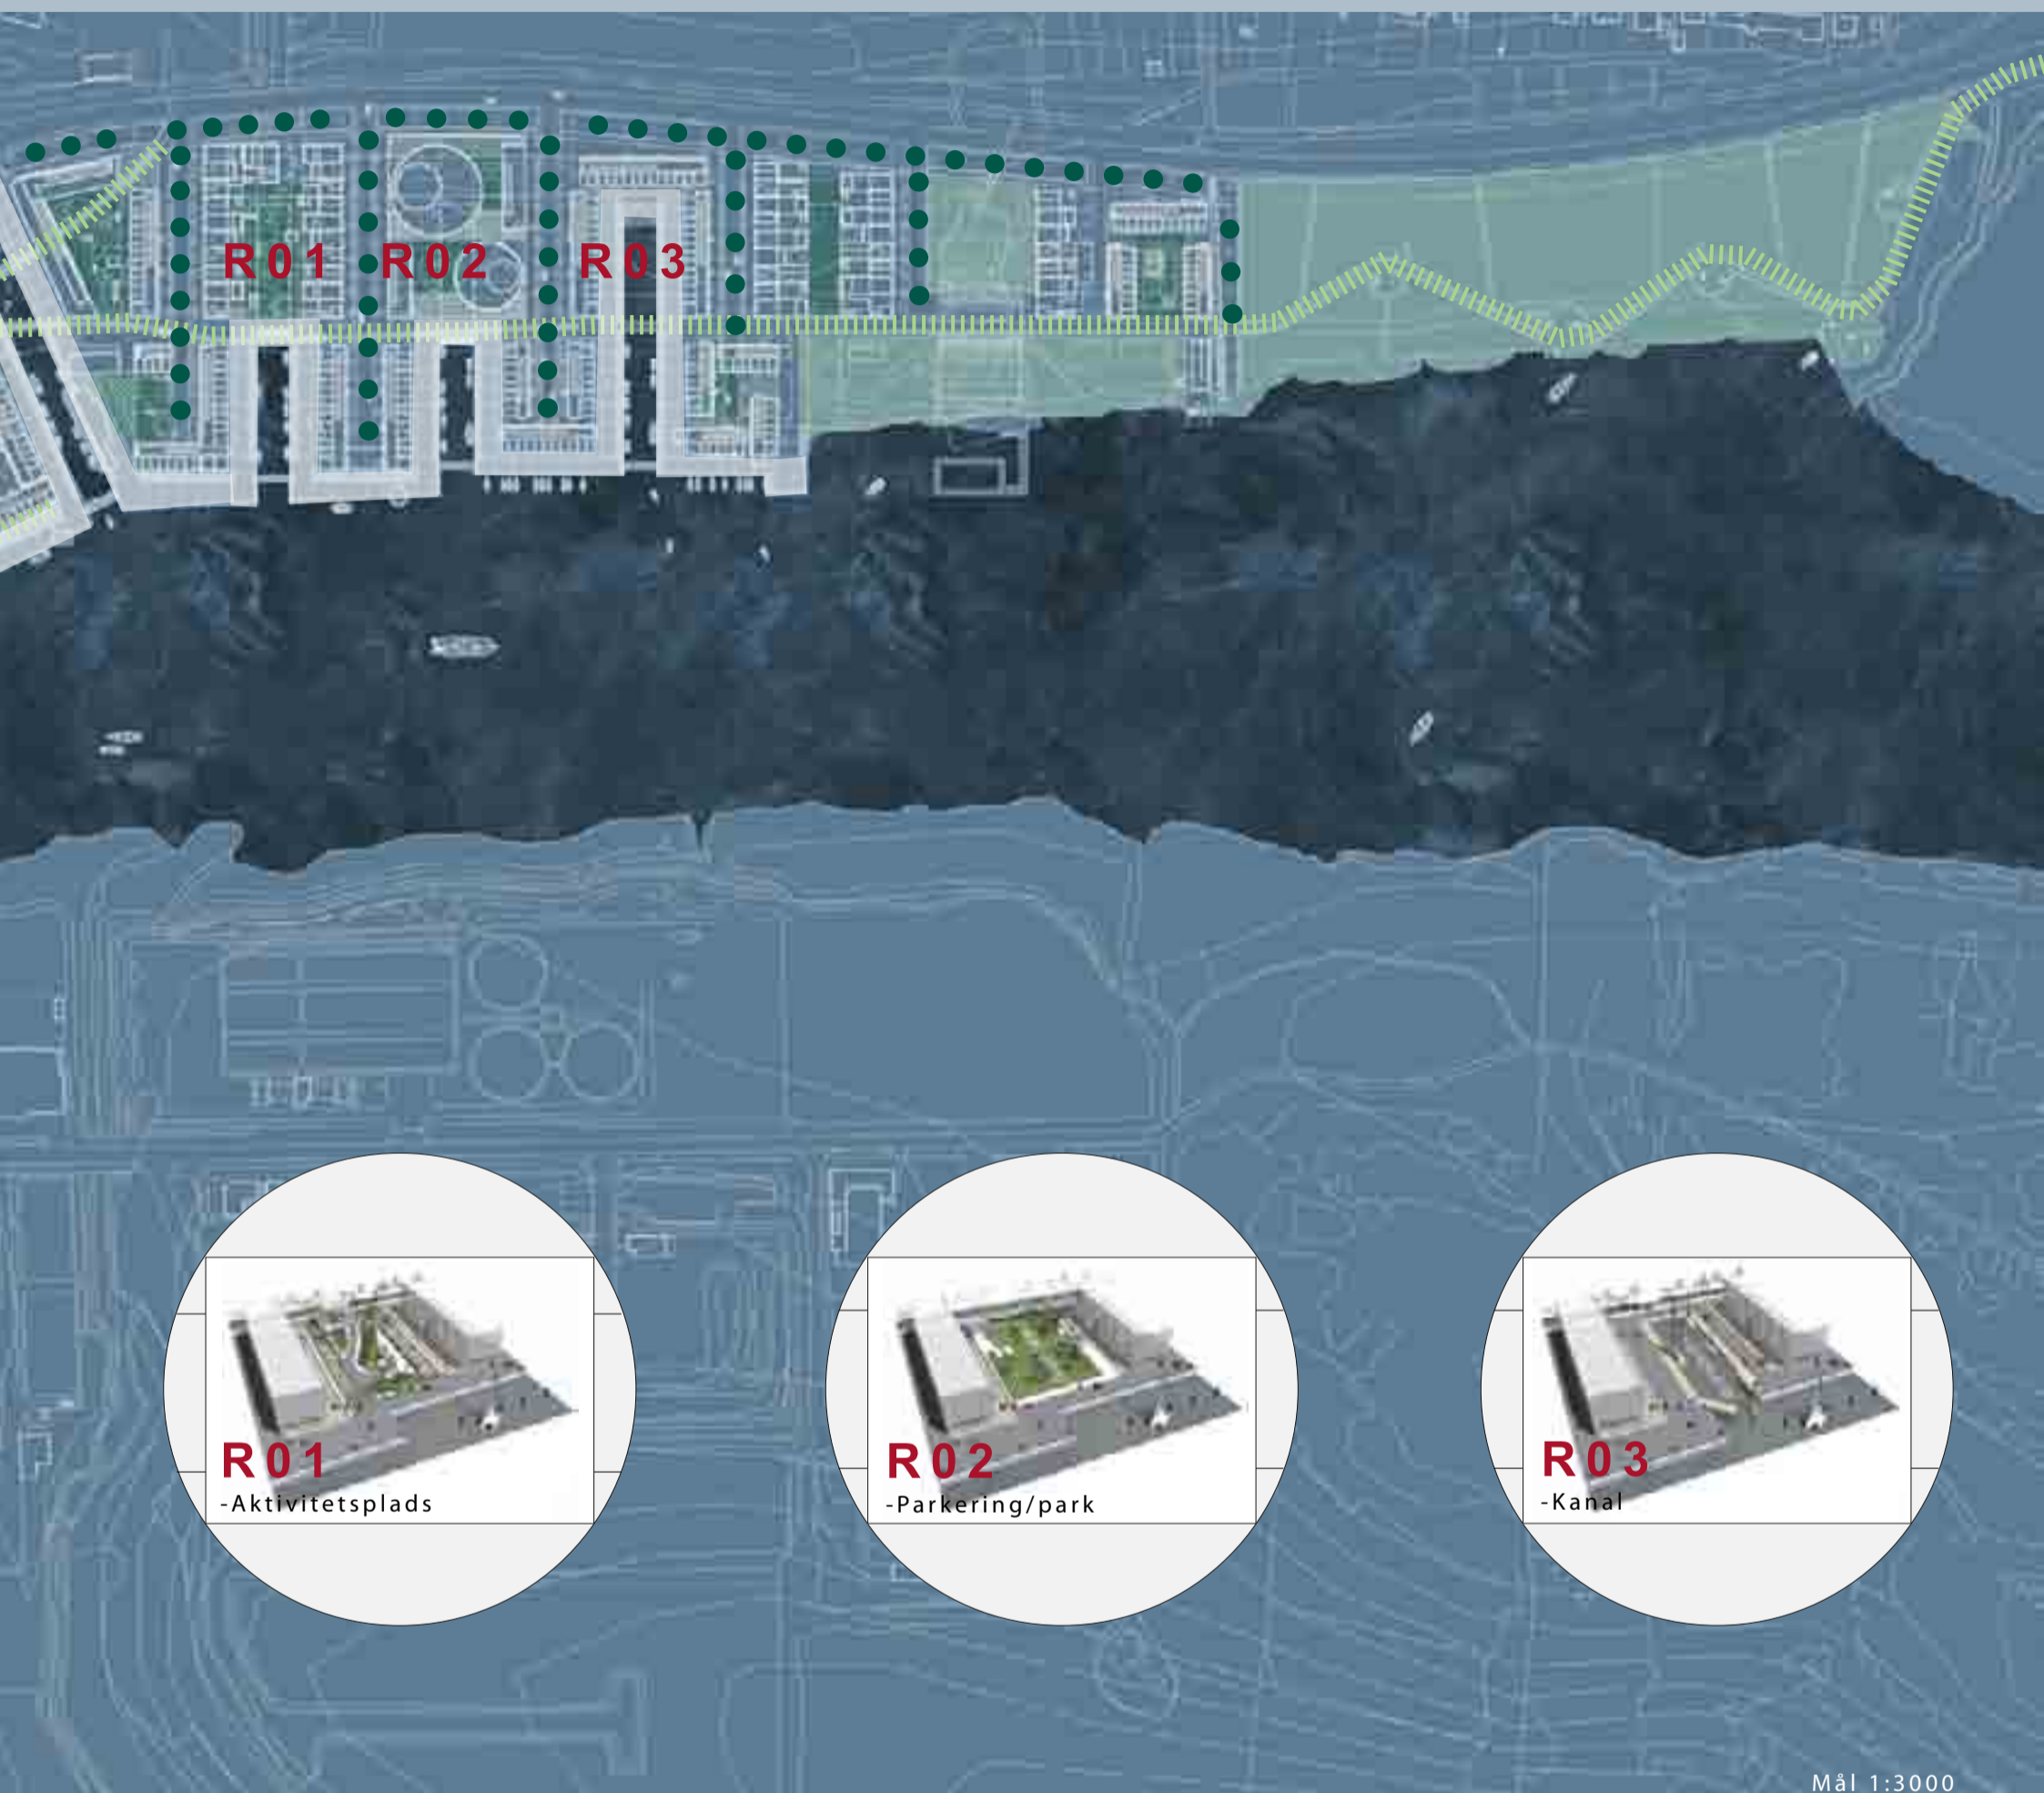 R01
R02
R03
R01
-Aktivitetsplads
R02
-Parkering/park
R03
-Kanal
Mål 1:3000